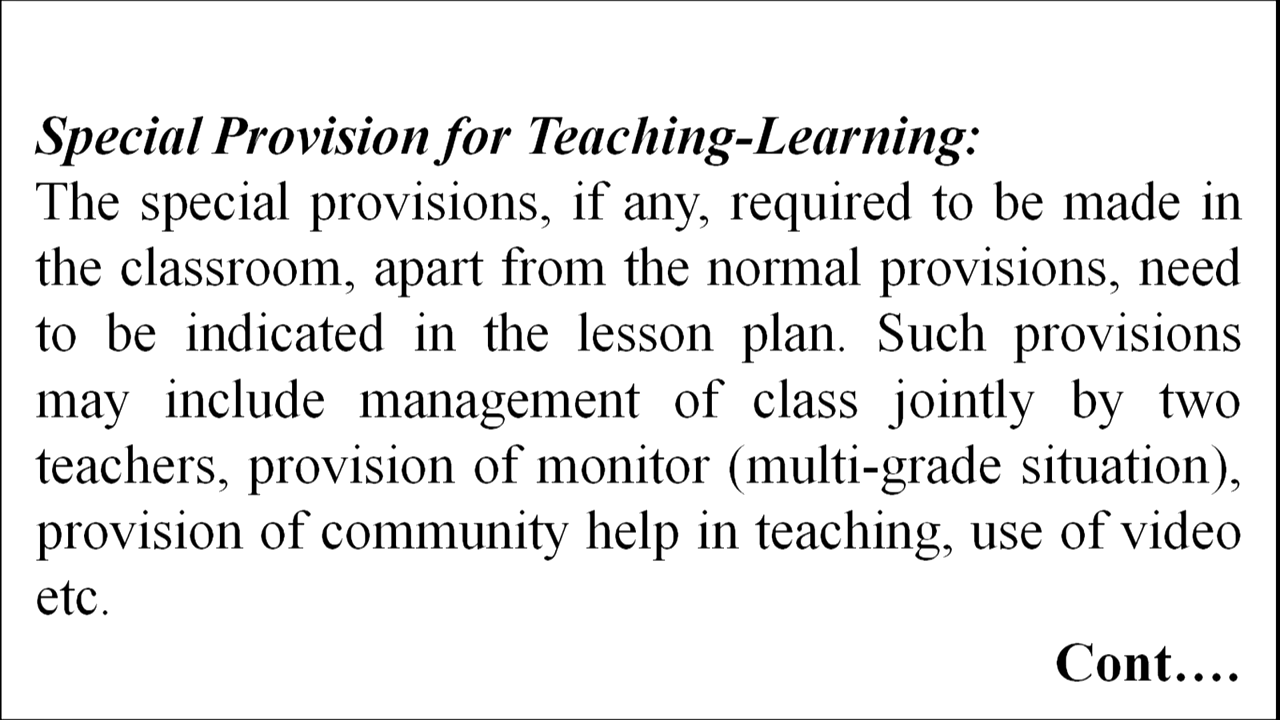 Special Provision for Teaching-Learning:
The special provisions, if any, required to be made in
the classroom, apart from the normal provisions, need
to be indicated in the lesson plan. Such provisions
may include management of class jointly by two
teachers, provision of monitor (multi-grade situation),
provision of community help in teaching, use of video
etc.
Cont….